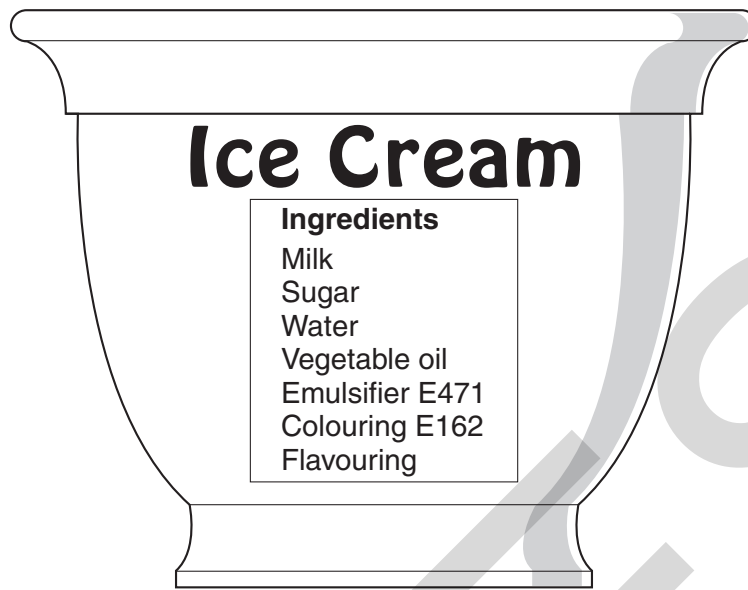 Ice Cream
Ingredients
Milk
Sugar
Water
Vegetable oil
Emulsifier E471
Colouring E162
Flavouring